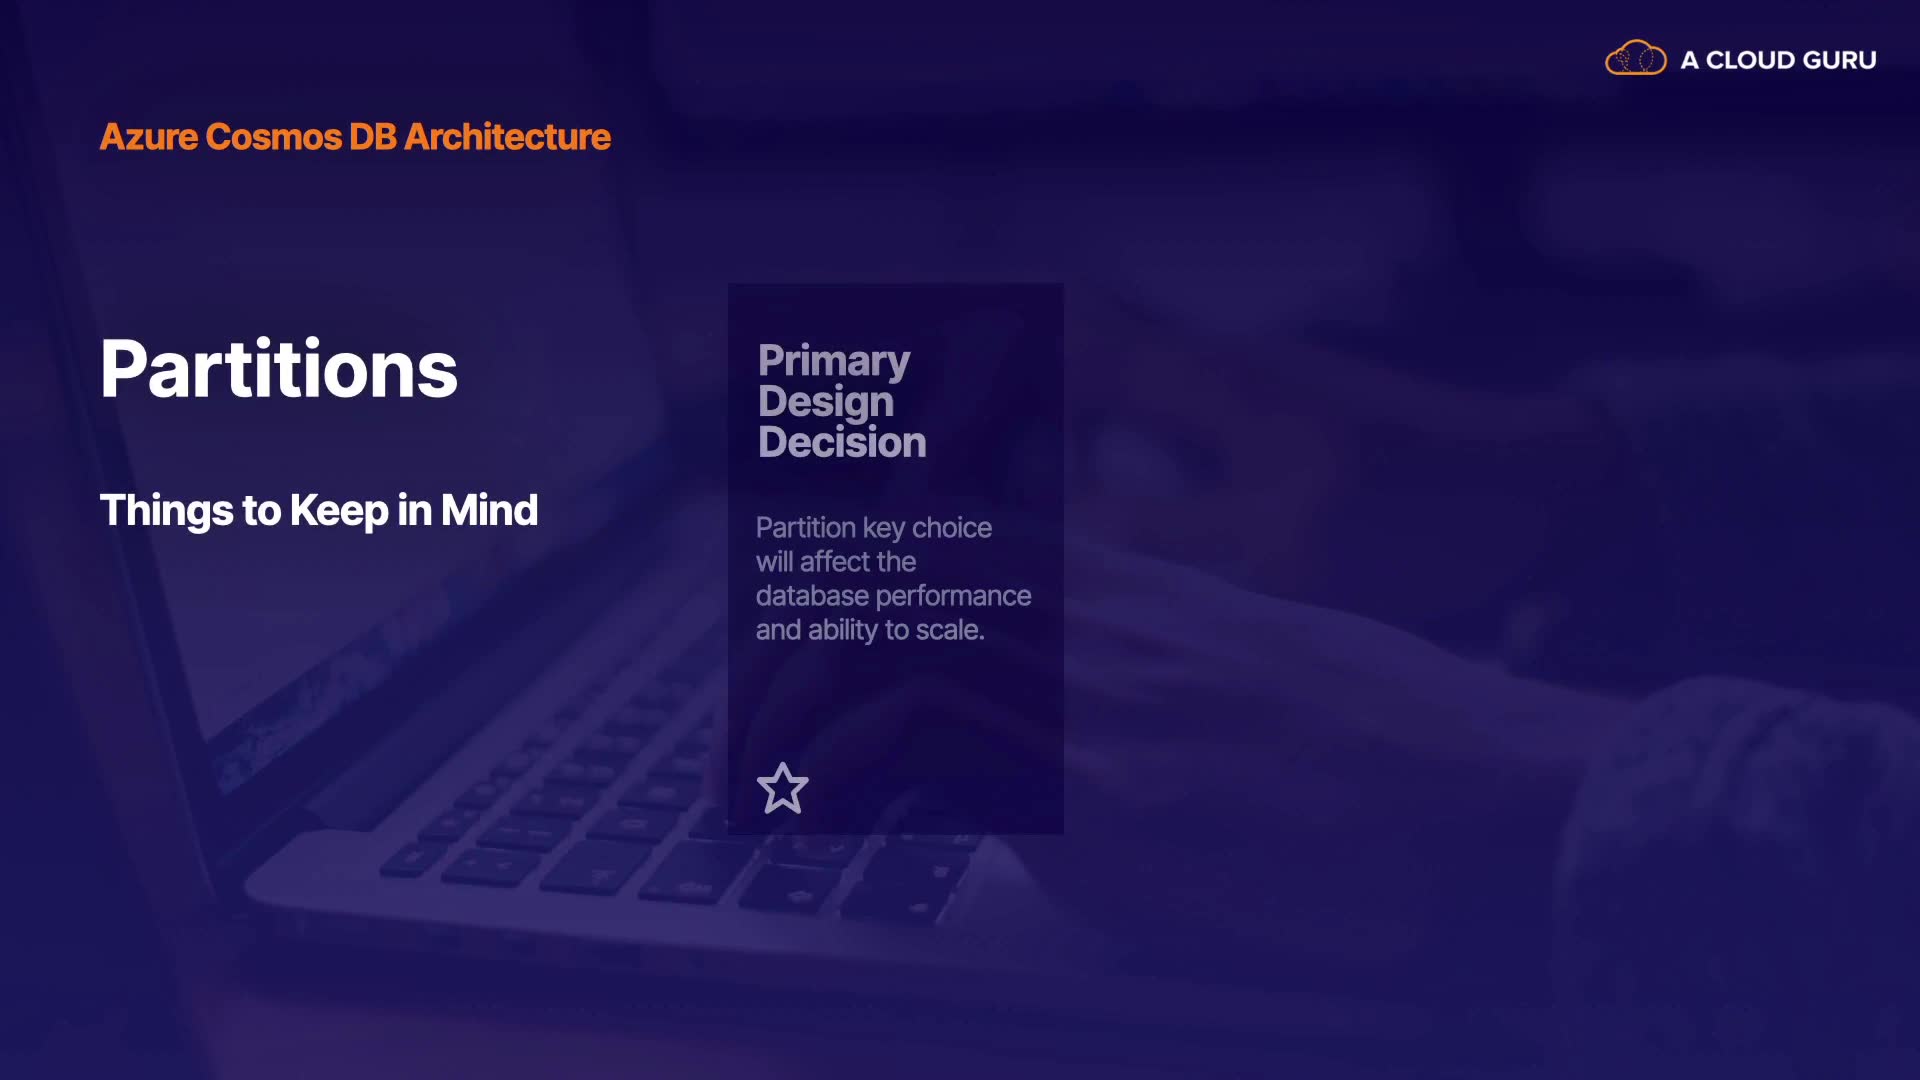 A CLOUD GURU
Azure Cosmos DB Architecture
Partitions
Things to Keep in Mind
Primary
Design
Decision
Partition key choice
will affect the
database performance
and ability to scale.